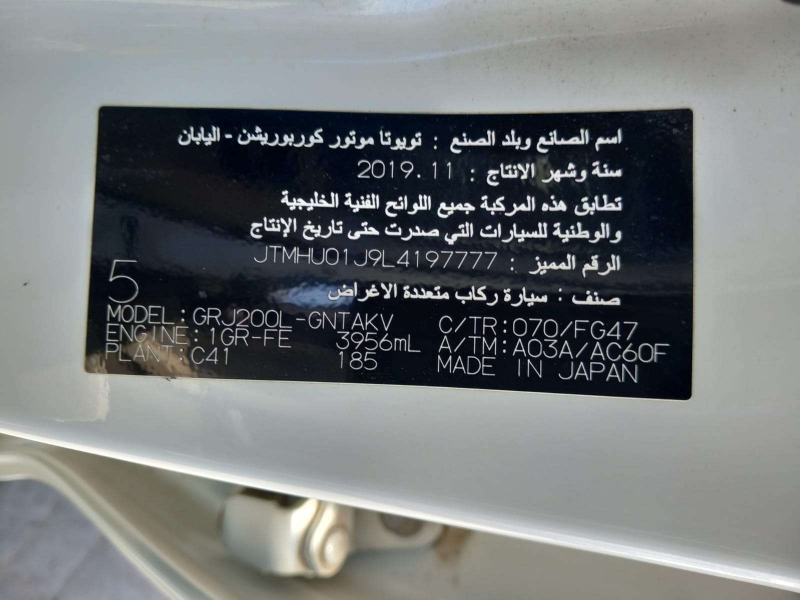 اسم الصانع وبلد الصنع : تويوتا موتور كوربوريشن - اليابان
سنة وشهر الانتاج : 2019.11
تطابق هذه المركبة جميع اللوائح الفنية الخليجية
والوطنية للسيارات التي صدرت حتى تاريخ الإنتاج
الرقم المميز : JTMHU01J9L4197777
صنف : سيارة ركاب متعددة الاغراض
5
MODEL:GRJ200L-GNTAKV C/TR:070/FG47
ENGINE:1GR-FE 3956mL A/TM:A03A/AC60F
PLANT:C41 185 MADE IN JAPAN